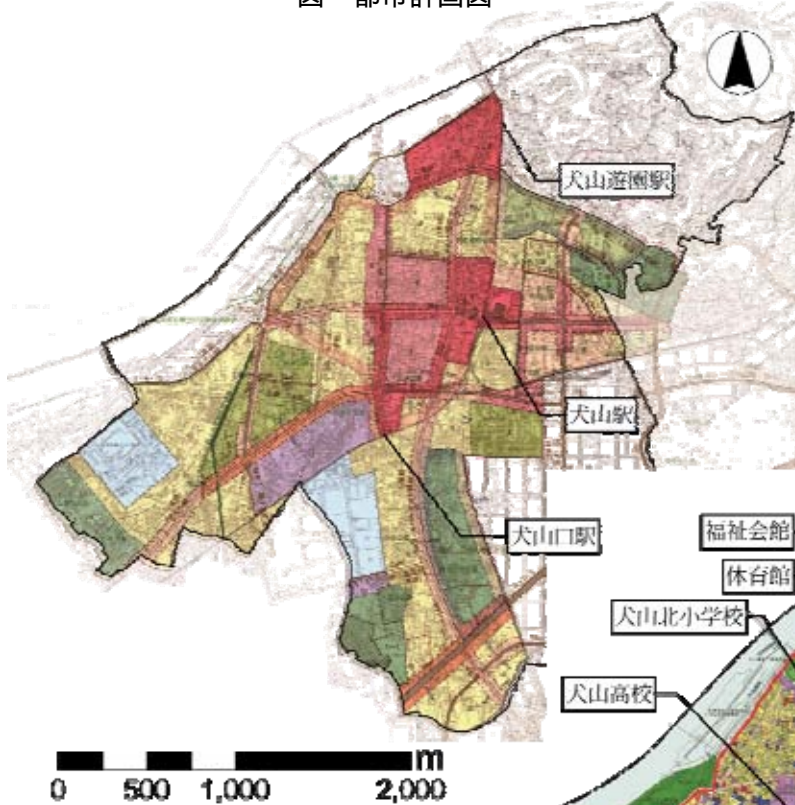 図 都市計画図
犬山遊園駅
犬山駅
犬山口駅
福祉会館
体育館
犬山北小学校
犬山高校
m
0 500 1,000 2,000